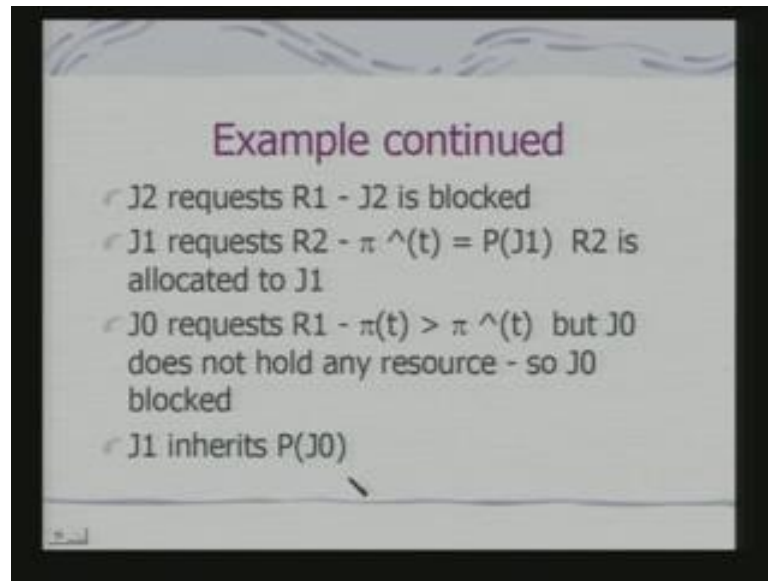 Example continued
J2 requests R1 - J2 is blocked
J1 requests R2 - π ^(t) = P(J1) R2 is
allocated to J1
J0 requests R1 - π(t) > π ^(t) but J0
does not hold any resource - so J0
blocked
J1 inherits P(J0)